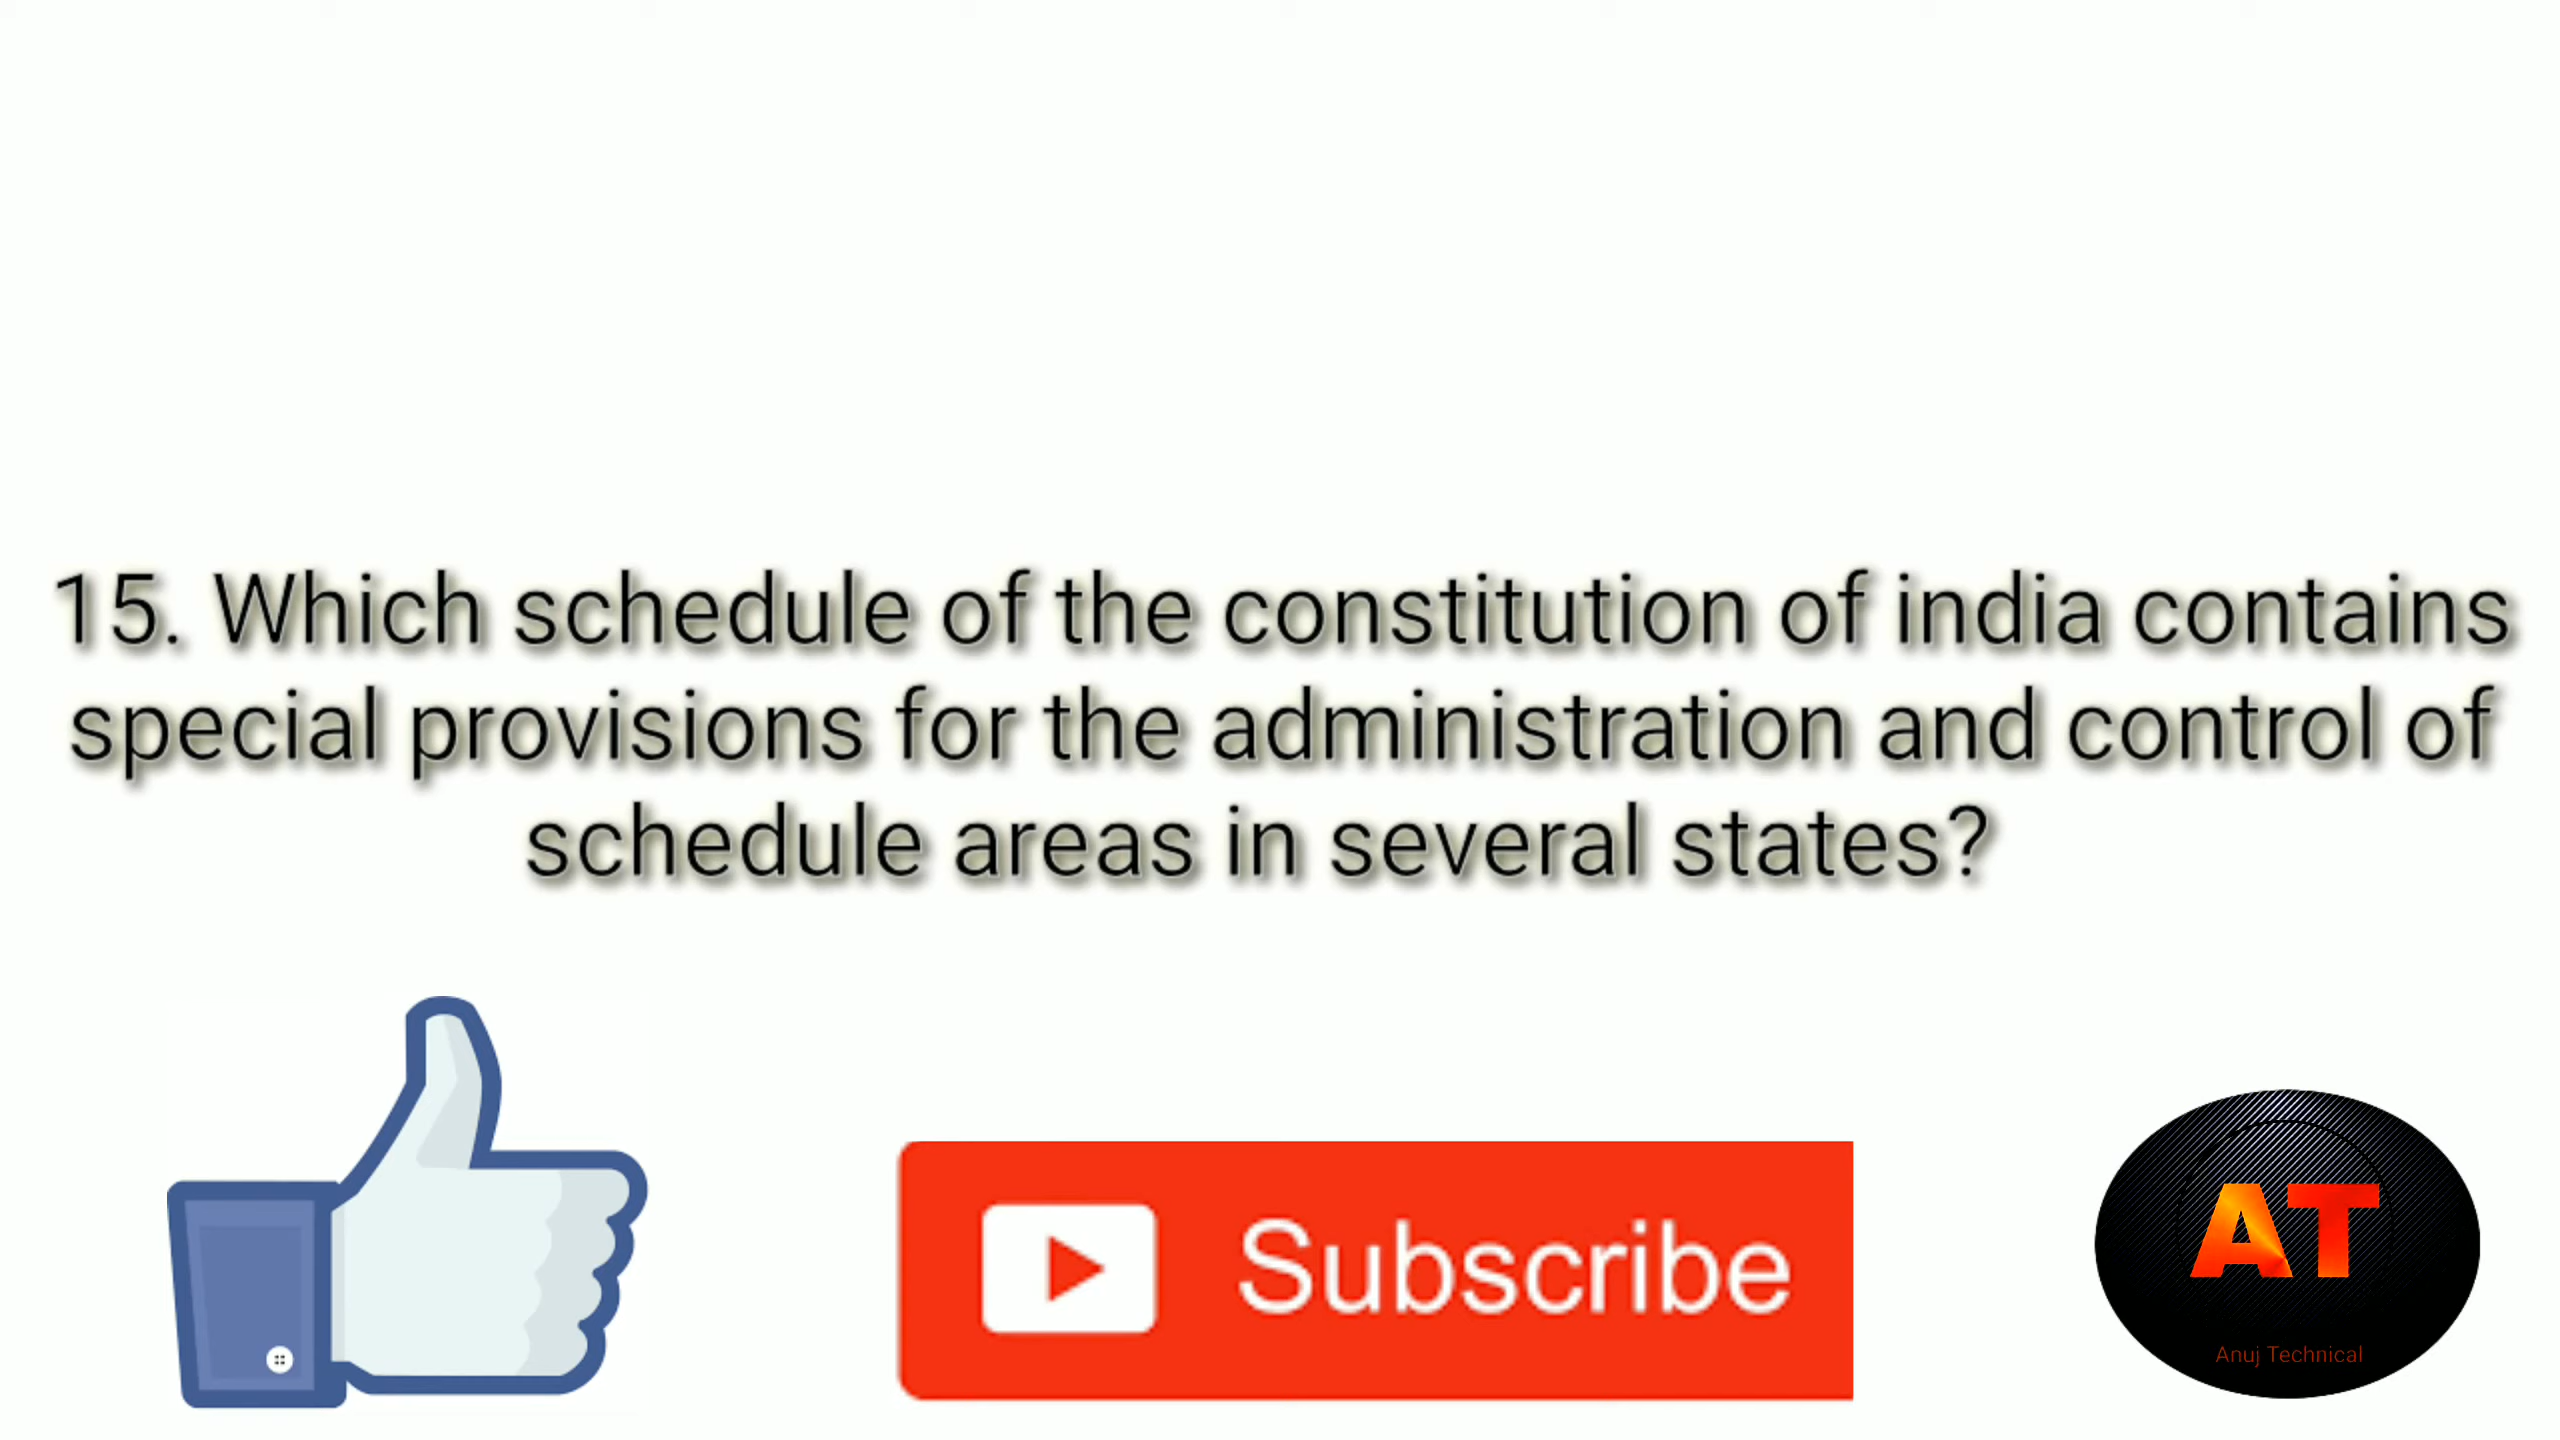 15. Which schedule of the constitution of india contains
special provisions for the administration and control of
schedule areas in several states?
Subscribe
AT
Anuj Technical